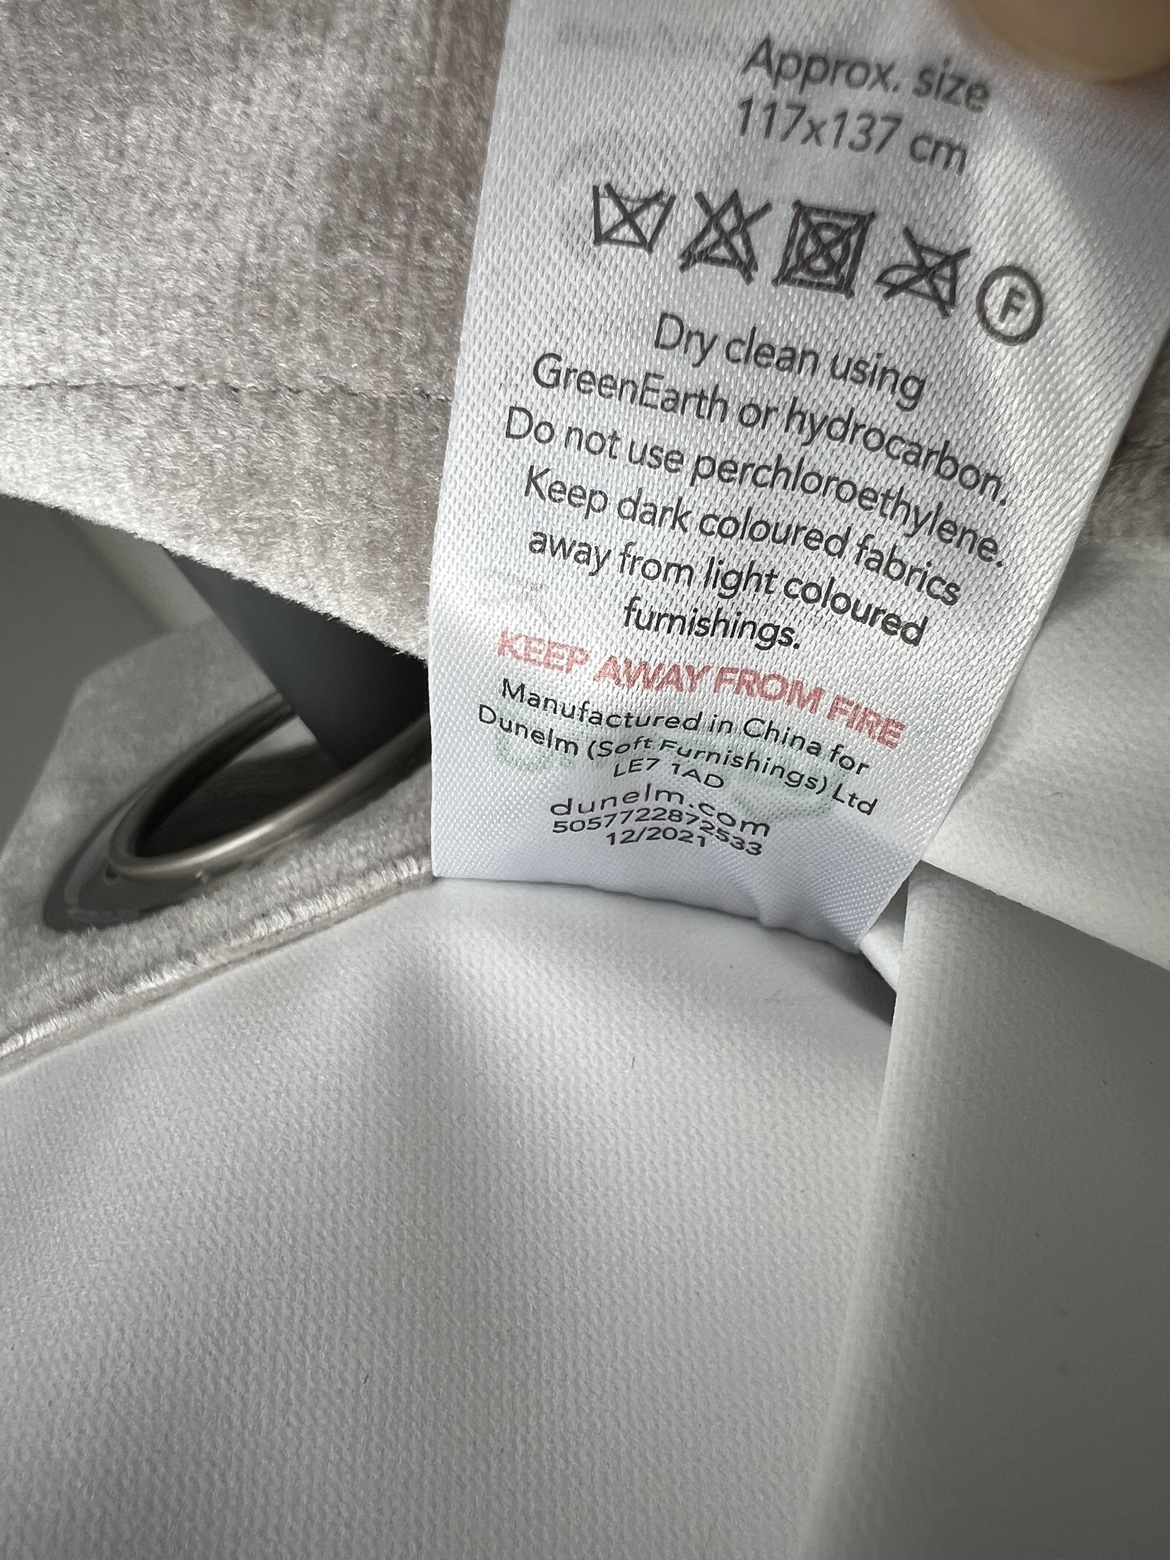 Approx. size
117x137 cm
F
Dry clean using
GreenEarth or hydrocarbon.
Do not use perchloroethylene.
Keep dark coloured fabrics
away from light coloured
furnishings.
KEEP AWAY FROM FIRE
Manufactured in China for
Dunelm (Soft Furnishings) Ltd
LE7 1AD
dunelm.com
5057722872533
12/2021